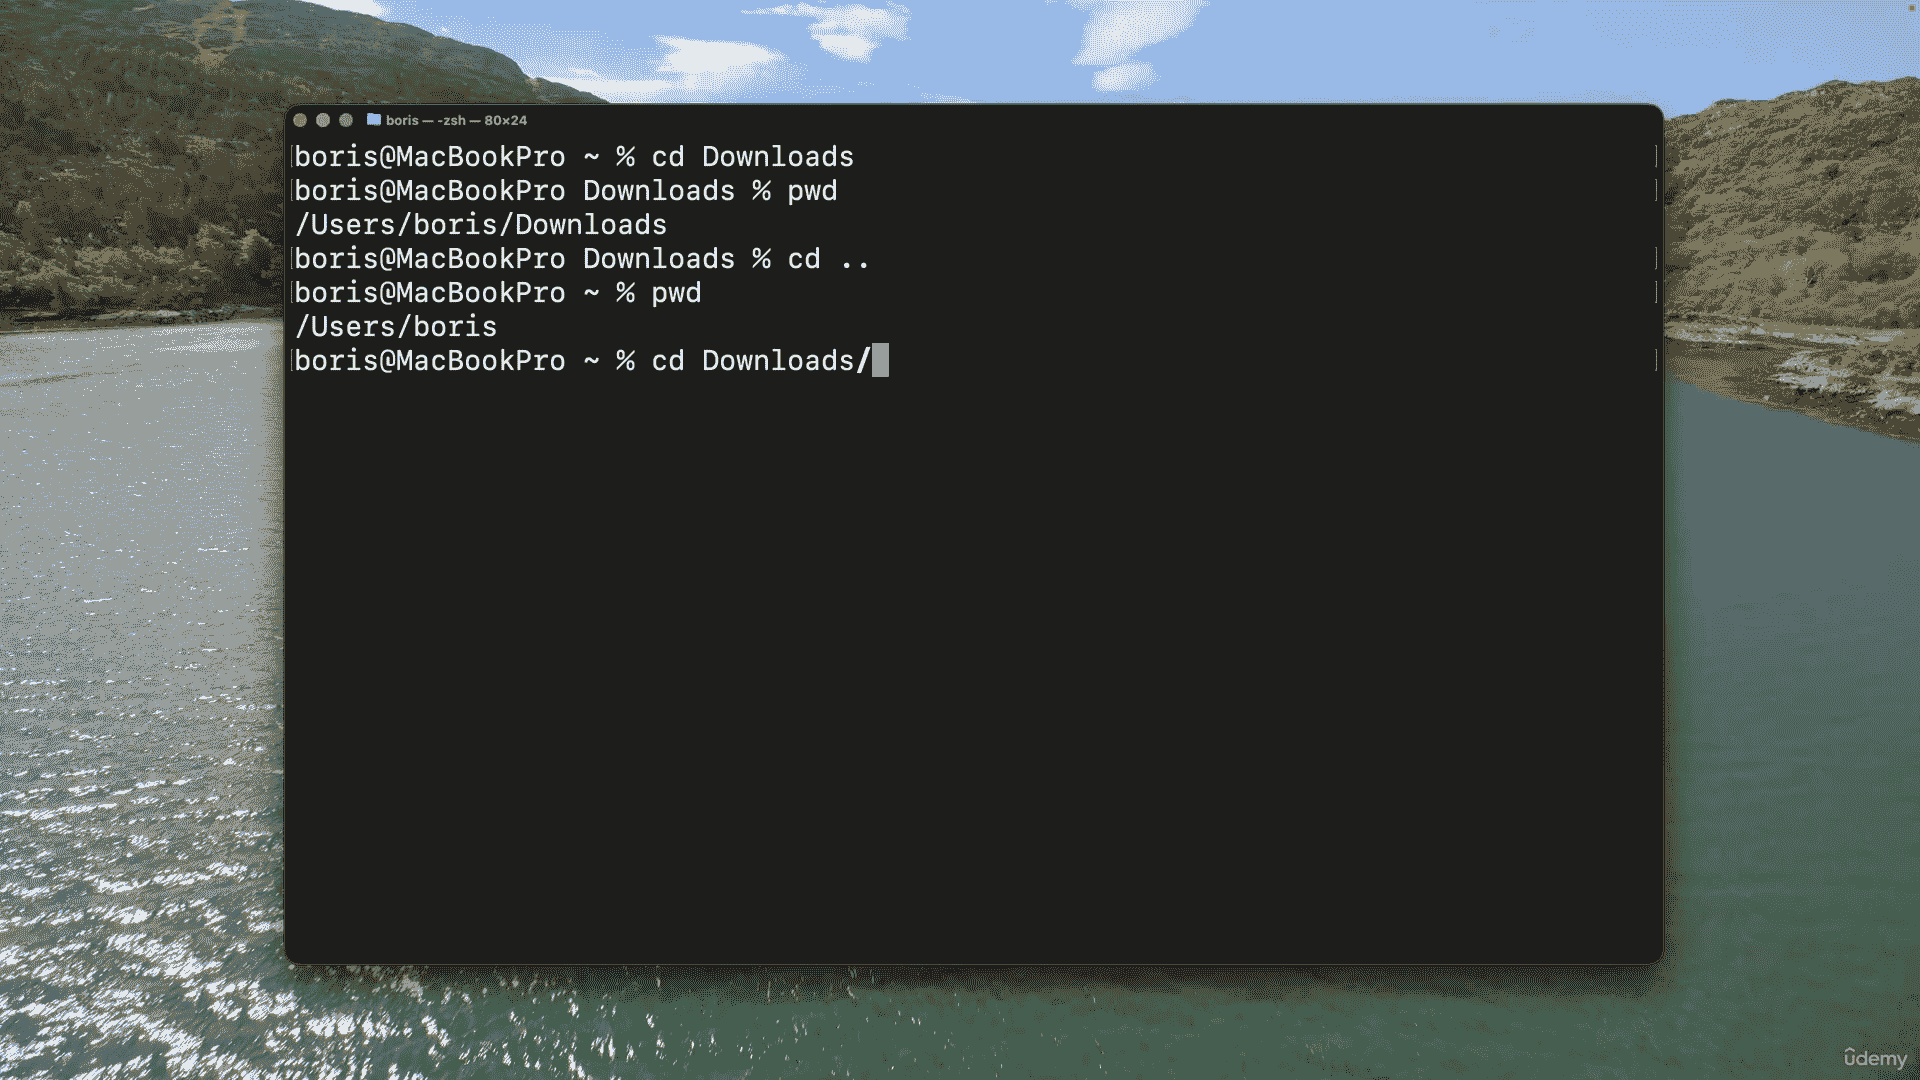 boris — -zsh — 80×24
boris@MacBookPro ~ % cd Downloads
boris@MacBookPro Downloads % pwd
/Users/boris/Downloads
boris@MacBookPro Downloads % cd ..
boris@MacBookPro ~ % pwd
/Users/boris
boris@MacBookPro ~ % cd Downloads/
ûdemy